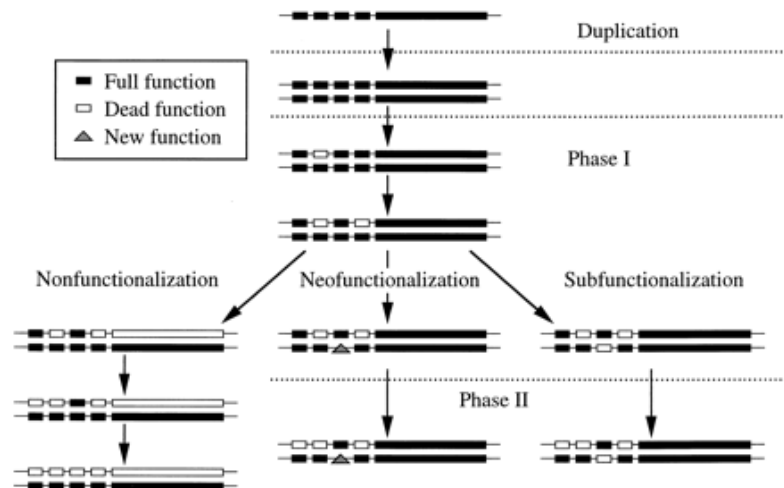 Duplication
Full function
Dead function
New function
Phase I
Nonfunctionalization
Neofunctionalization
Subfunctionalization
Phase II